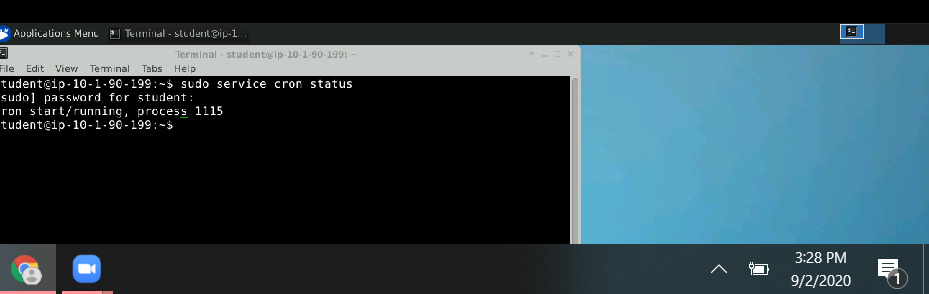 Applications Menu
Terminal - student@ip-1...
Terminal - student@ip-10-1-90-199: ~
File Edit View Terminal Tabs Help
tudent@ip-10-1-90-199:~$ sudo service cron status
sudo] password for student:
ron start/running, process 1115
tudent@ip-10-1-90-199:~$
3:28 PM
9/2/2020
1